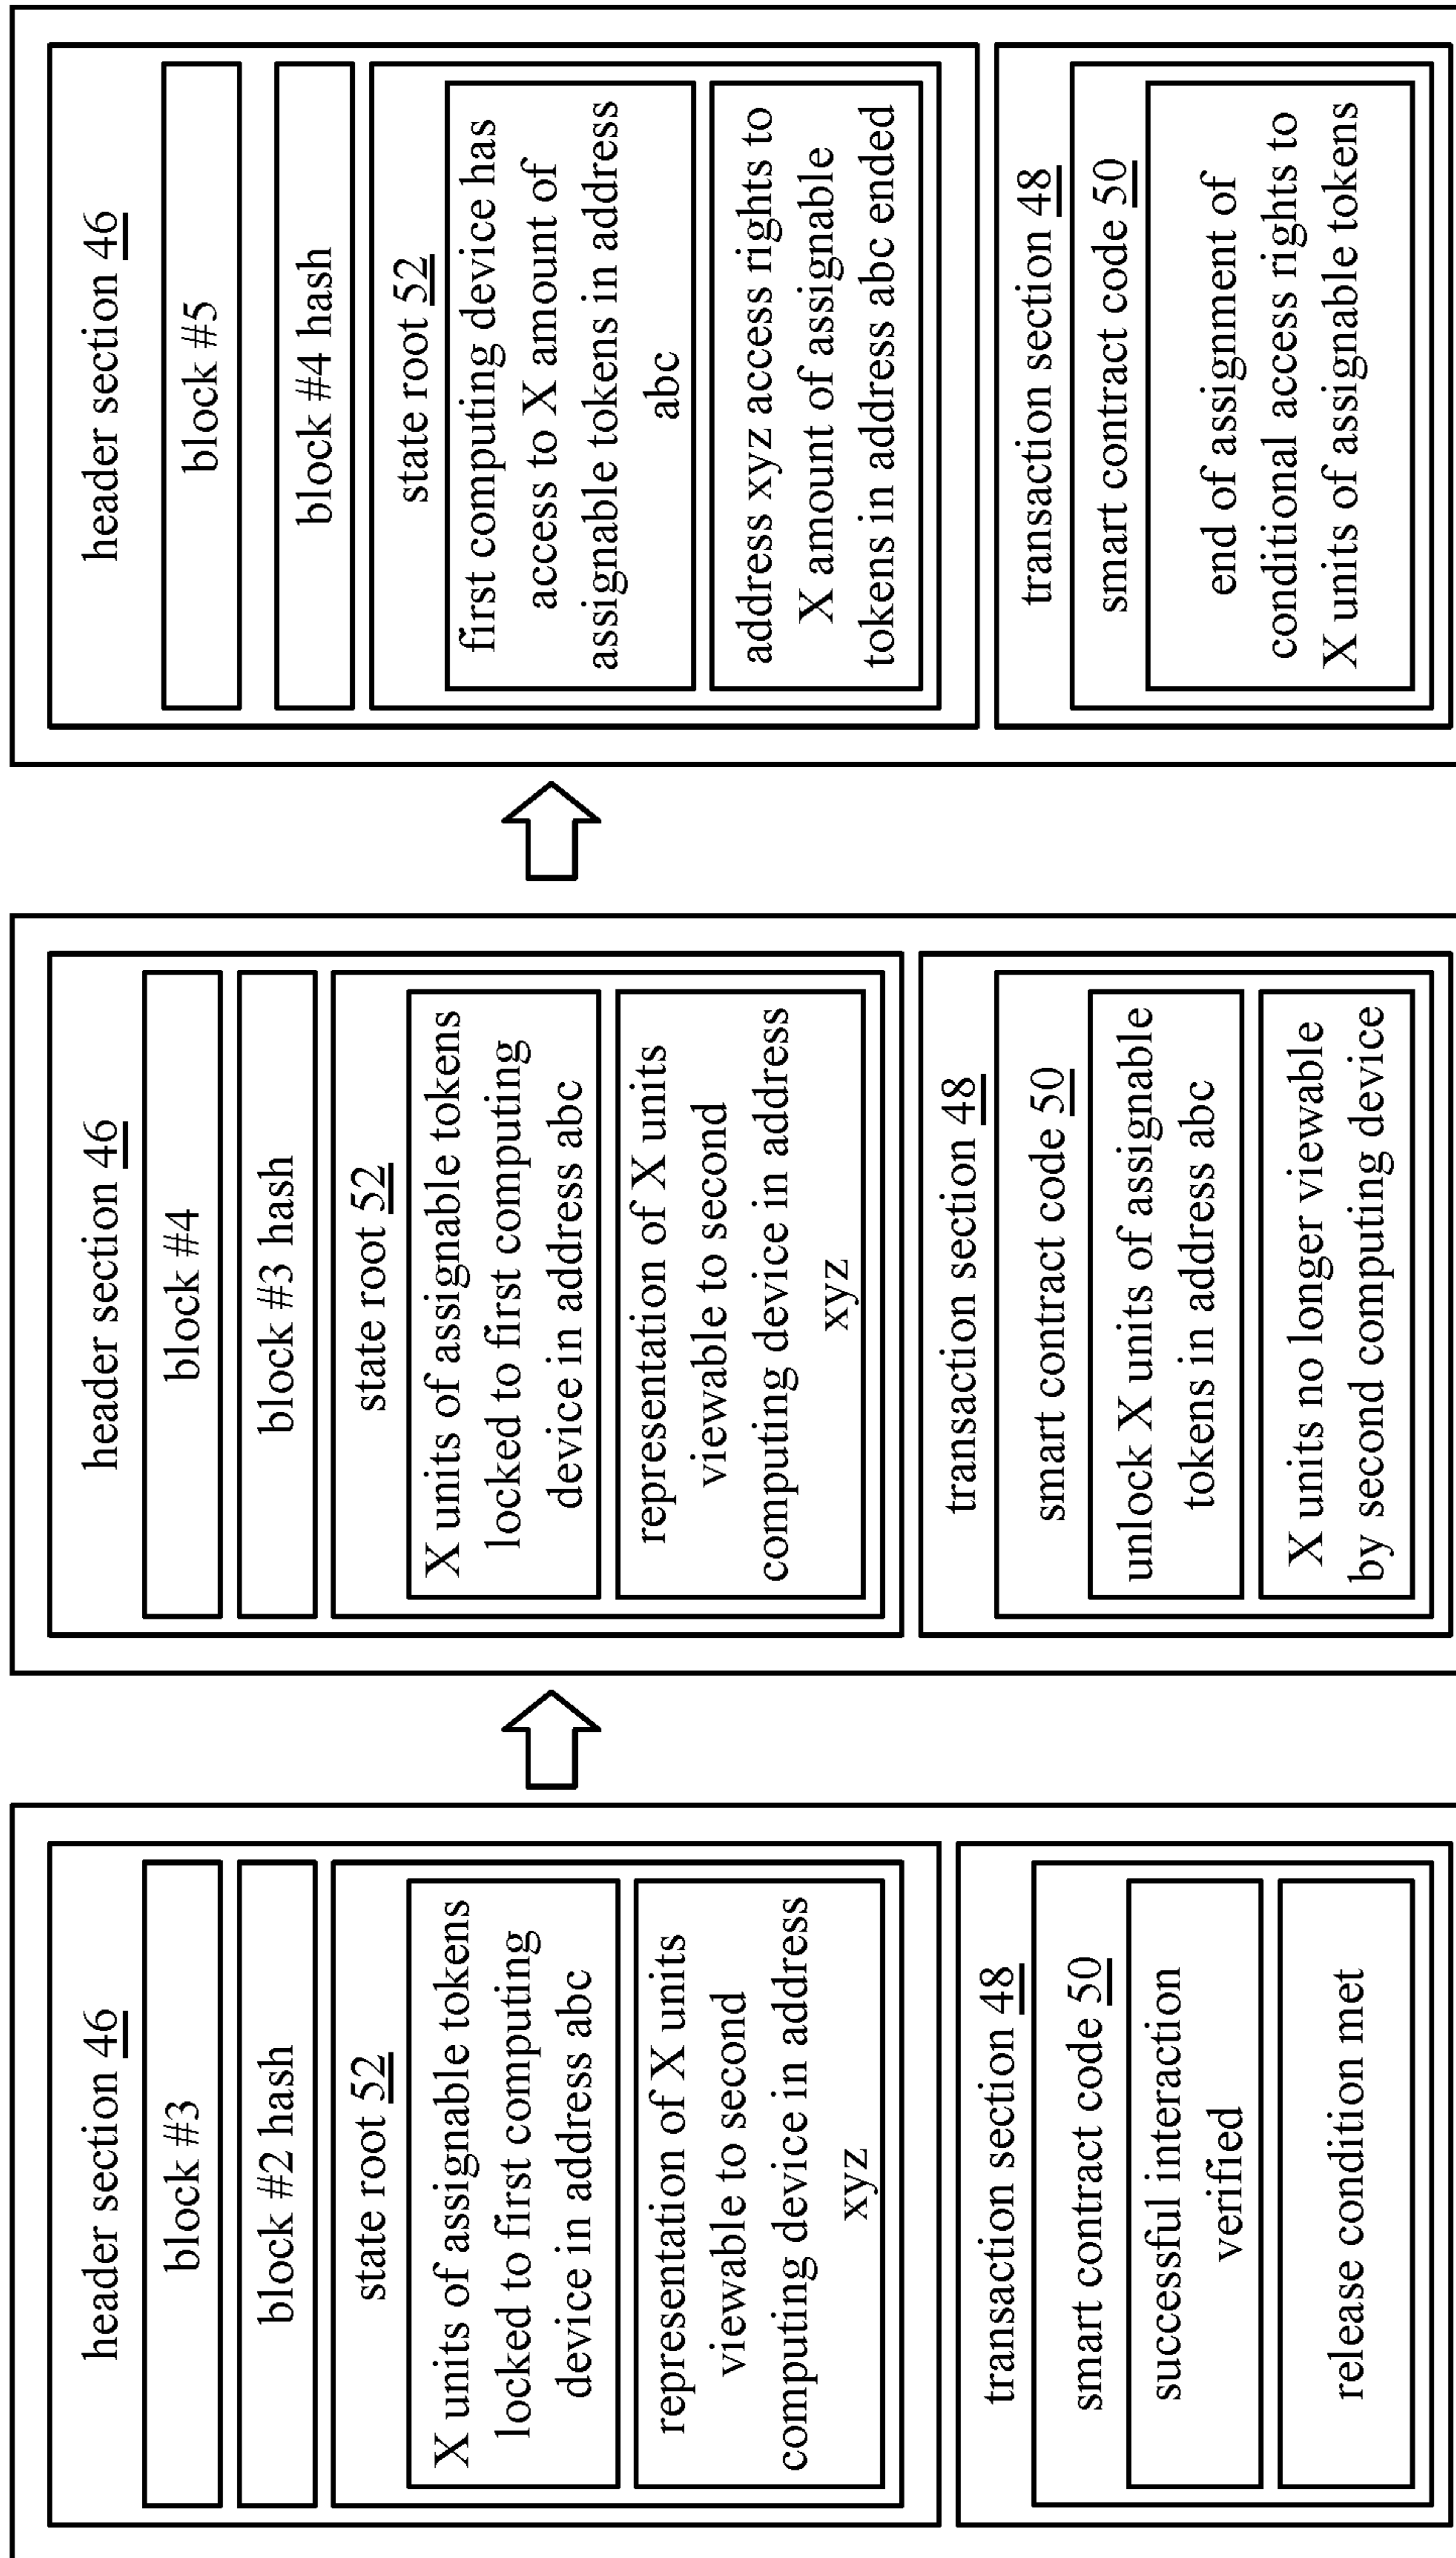 header section 46
block #3
block #2 hash
state root 52
X units of assignable tokens
locked to first computing
device in address abc
representation of X units
viewable to second
computing device in address
xyz
transaction section 48
smart contract code 50
successful interaction
verified
release condition met
header section 46
block #4
block #3 hash
state root 52
X units of assignable tokens
locked to first computing
device in address abc
representation of X units
viewable to second
computing device in address
xyz
transaction section 48
smart contract code 50
unlock X units of assignable
tokens in address abc
X units no longer viewable
by second computing device
header section 46
block #5
block #4 hash
state root 52
first computing device has
access to X amount of
assignable tokens in address
abc
address xyz access rights to
X amount of assignable
tokens in address abc ended
transaction section 48
smart contract code 50
end of assignment of
conditional access rights to
X units of assignable tokens